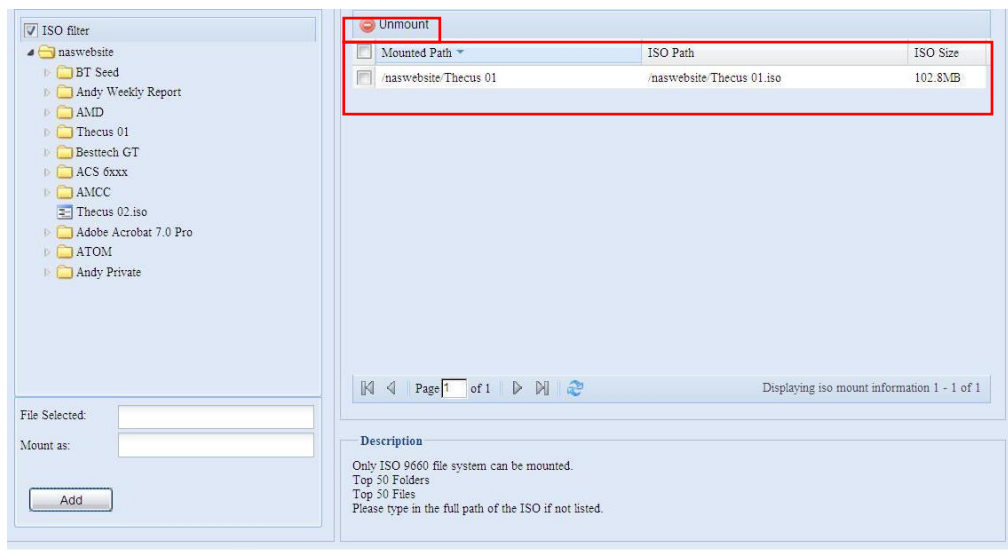 ISO filter
naswebsite
BT Seed
Andy Weekly Report
AMD
Thecus 01
Besttech GT
ACS 6xxx
AMCC
Thecus 02.iso
Adobe Acrobat 7.0 Pro
ATOM
Andy Private
File Selected:
Mount as:
Add
Unmount
Mounted Path ISO Path ISO Size
/naswebsite/Thecus 01 /naswebsite/Thecus 01.iso 102.8MB
Page 1 of 1 Displaying iso mount information 1 - 1 of 1
Description
Only ISO 9660 file system can be mounted.
Top 50 Folders
Top 50 Files
Please type in the full path of the ISO if not listed.